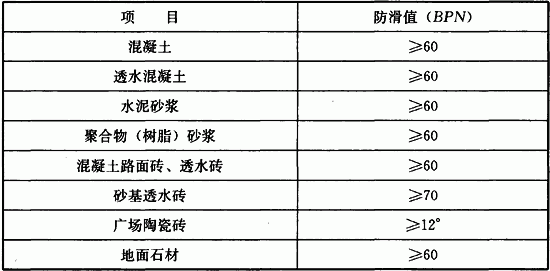 项 目 防滑值(BPN)
混凝土 ⩾60
透水混凝土 ⩾60
水泥砂浆 ⩾60
聚合物(树脂)砂浆 ⩾60
混凝土路面砖、透水砖 ⩾60
砂基透水砖 ⩾70
广场陶瓷砖 ⩾12°
地面石材 ⩾60